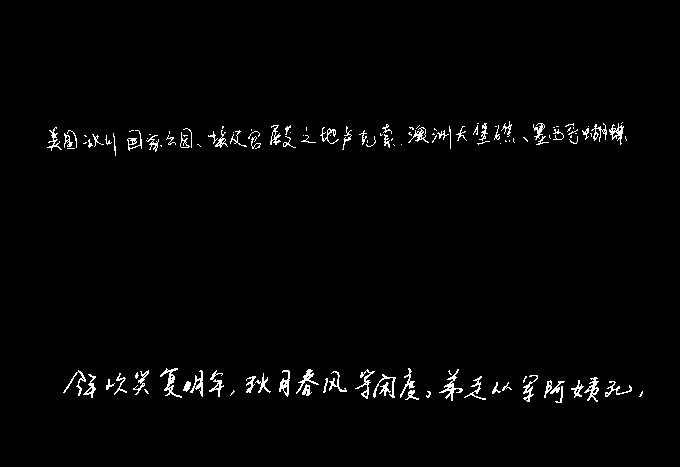 美国冰川国家公园、埃及宫殿之地卢克索、澳洲大堡礁、墨西哥蝴蝶
今年欢笑复明年,秋月春风等闲度。弟走从军阿姨死,